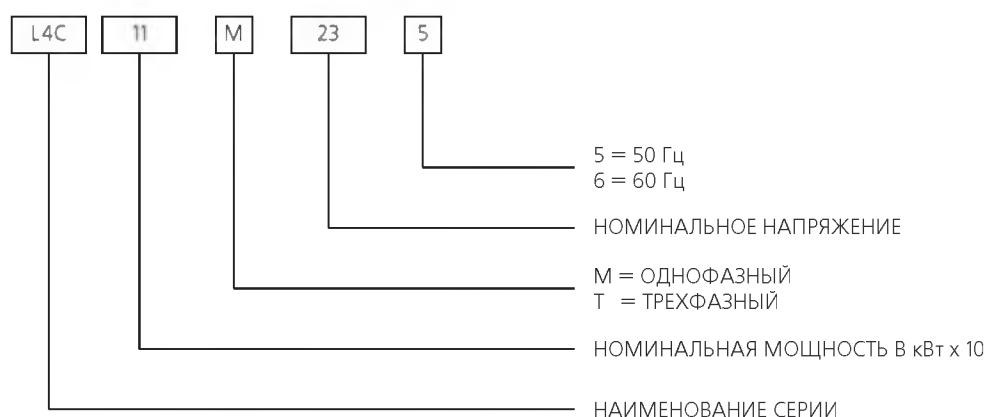 L4C 11 M 23 5
5 = 50 Гц
6 = 60 Гц
НОМИНАЛЬНОЕ НАПРЯЖЕНИЕ
М = ОДНОФАЗНЫЙ
Т = ТРЕХФАЗНЫЙ
НОМИНАЛЬНАЯ МОЩНОСТЬ В кВт х 10
НАИМЕНОВАНИЕ СЕРИИ